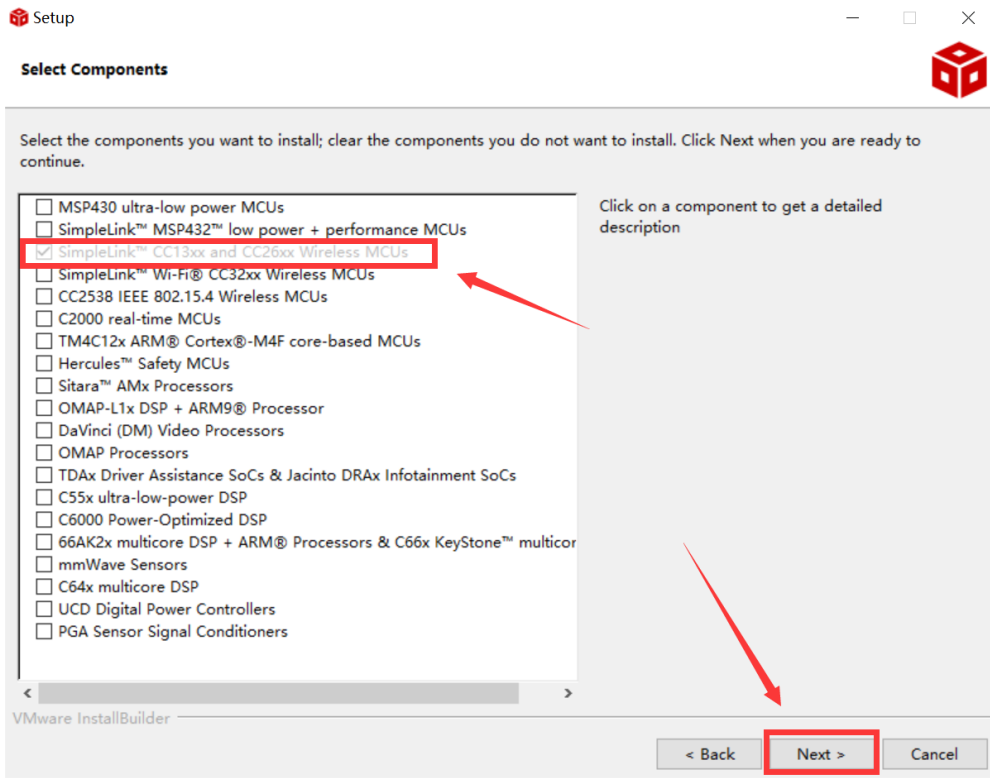 Setup
Select Components
Select the components you want to install; clear the components you do not want to install. Click Next when you are ready to
continue.
MSP430 ultra-low power MCUs
SimpleLink™ MSP432™ low power + performance MCUs
SimpleLink™ CC13xx and CC26xx Wireless MCUs
SimpleLink™ Wi-Fi® CC32xx Wireless MCUs
CC2538 IEEE 802.15.4 Wireless MCUs
C2000 real-time MCUs
TM4C12x ARM® Cortex®-M4F core-based MCUs
Hercules™ Safety MCUs
Sitara™ AMx Processors
OMAP-L1x DSP + ARM9® Processor
DaVinci (DM) Video Processors
OMAP Processors
TDAx Driver Assistance SoCs & Jacinto DRAx Infotainment SoCs
C55x ultra-low-power DSP
C6000 Power-Optimized DSP
66AK2x multicore DSP + ARM® Processors & C66x KeyStone™ multicor
mmWave Sensors
C64x multicore DSP
UCD Digital Power Controllers
PGA Sensor Signal Conditioners
Click on a component to get a detailed
description
VMware InstallBuilder
< Back
Next >
Cancel